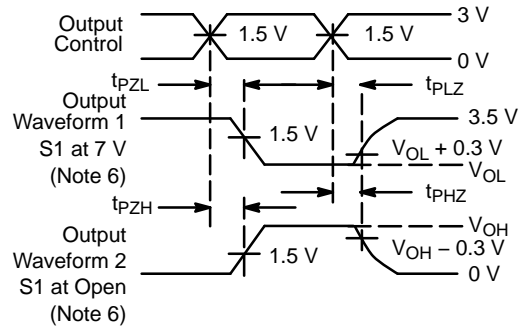 Output
Control
1.5 V
1.5 V
3 V
0 V
tPZL
tPLZ
Output
Waveform 1
S1 at 7 V
(Note 6)
1.5 V
3.5 V
VOL + 0.3 V
VOL
tPZH
tPHZ
Output
Waveform 2
S1 at Open
(Note 6)
1.5 V
VOH
VOH – 0.3 V
0 V